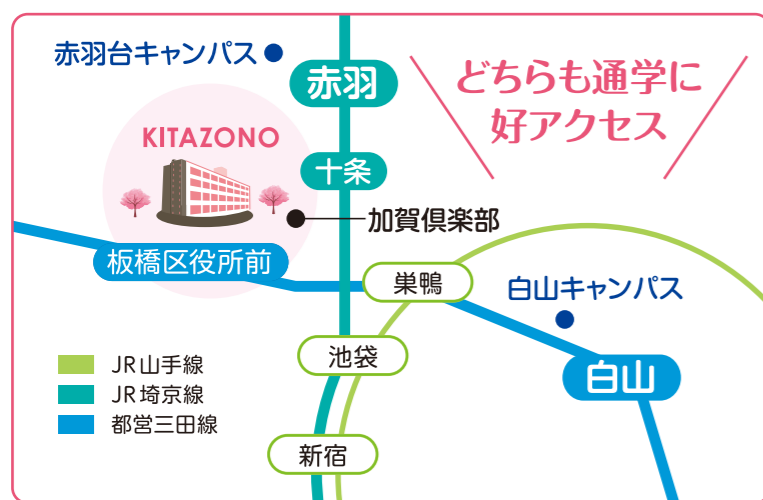 赤羽台キャンパス
赤羽
どちらも通学に
好アクセス
KITAZONO
十条
加賀倶楽部
板橋区役所前
巣鴨
白山キャンパス
池袋
白山
JR山手線
JR埼京線
都営三田線
新宿